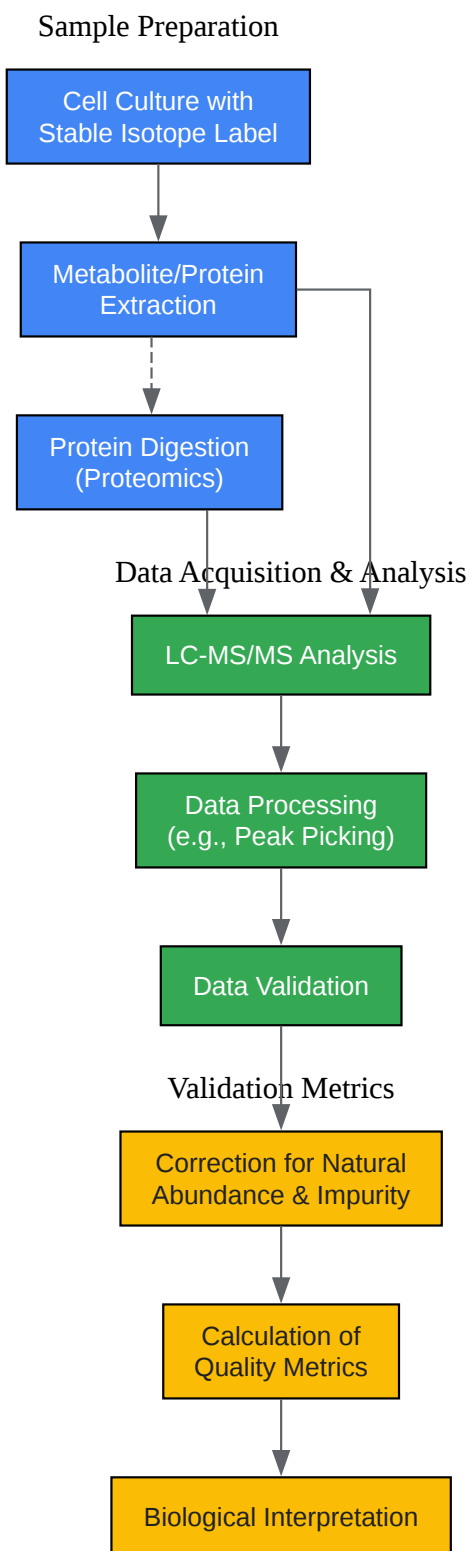 Sample Preparation
Cell Culture with
Stable Isotope Label
Metabolite/Protein
Extraction
Protein Digestion
(Proteomics)
Data Acquisition & Analysis
LC-MS/MS Analysis
Data Processing
(e.g., Peak Picking)
Data Validation
Validation Metrics
Correction for Natural
Abundance & Impurity
Calculation of
Quality Metrics
Biological Interpretation